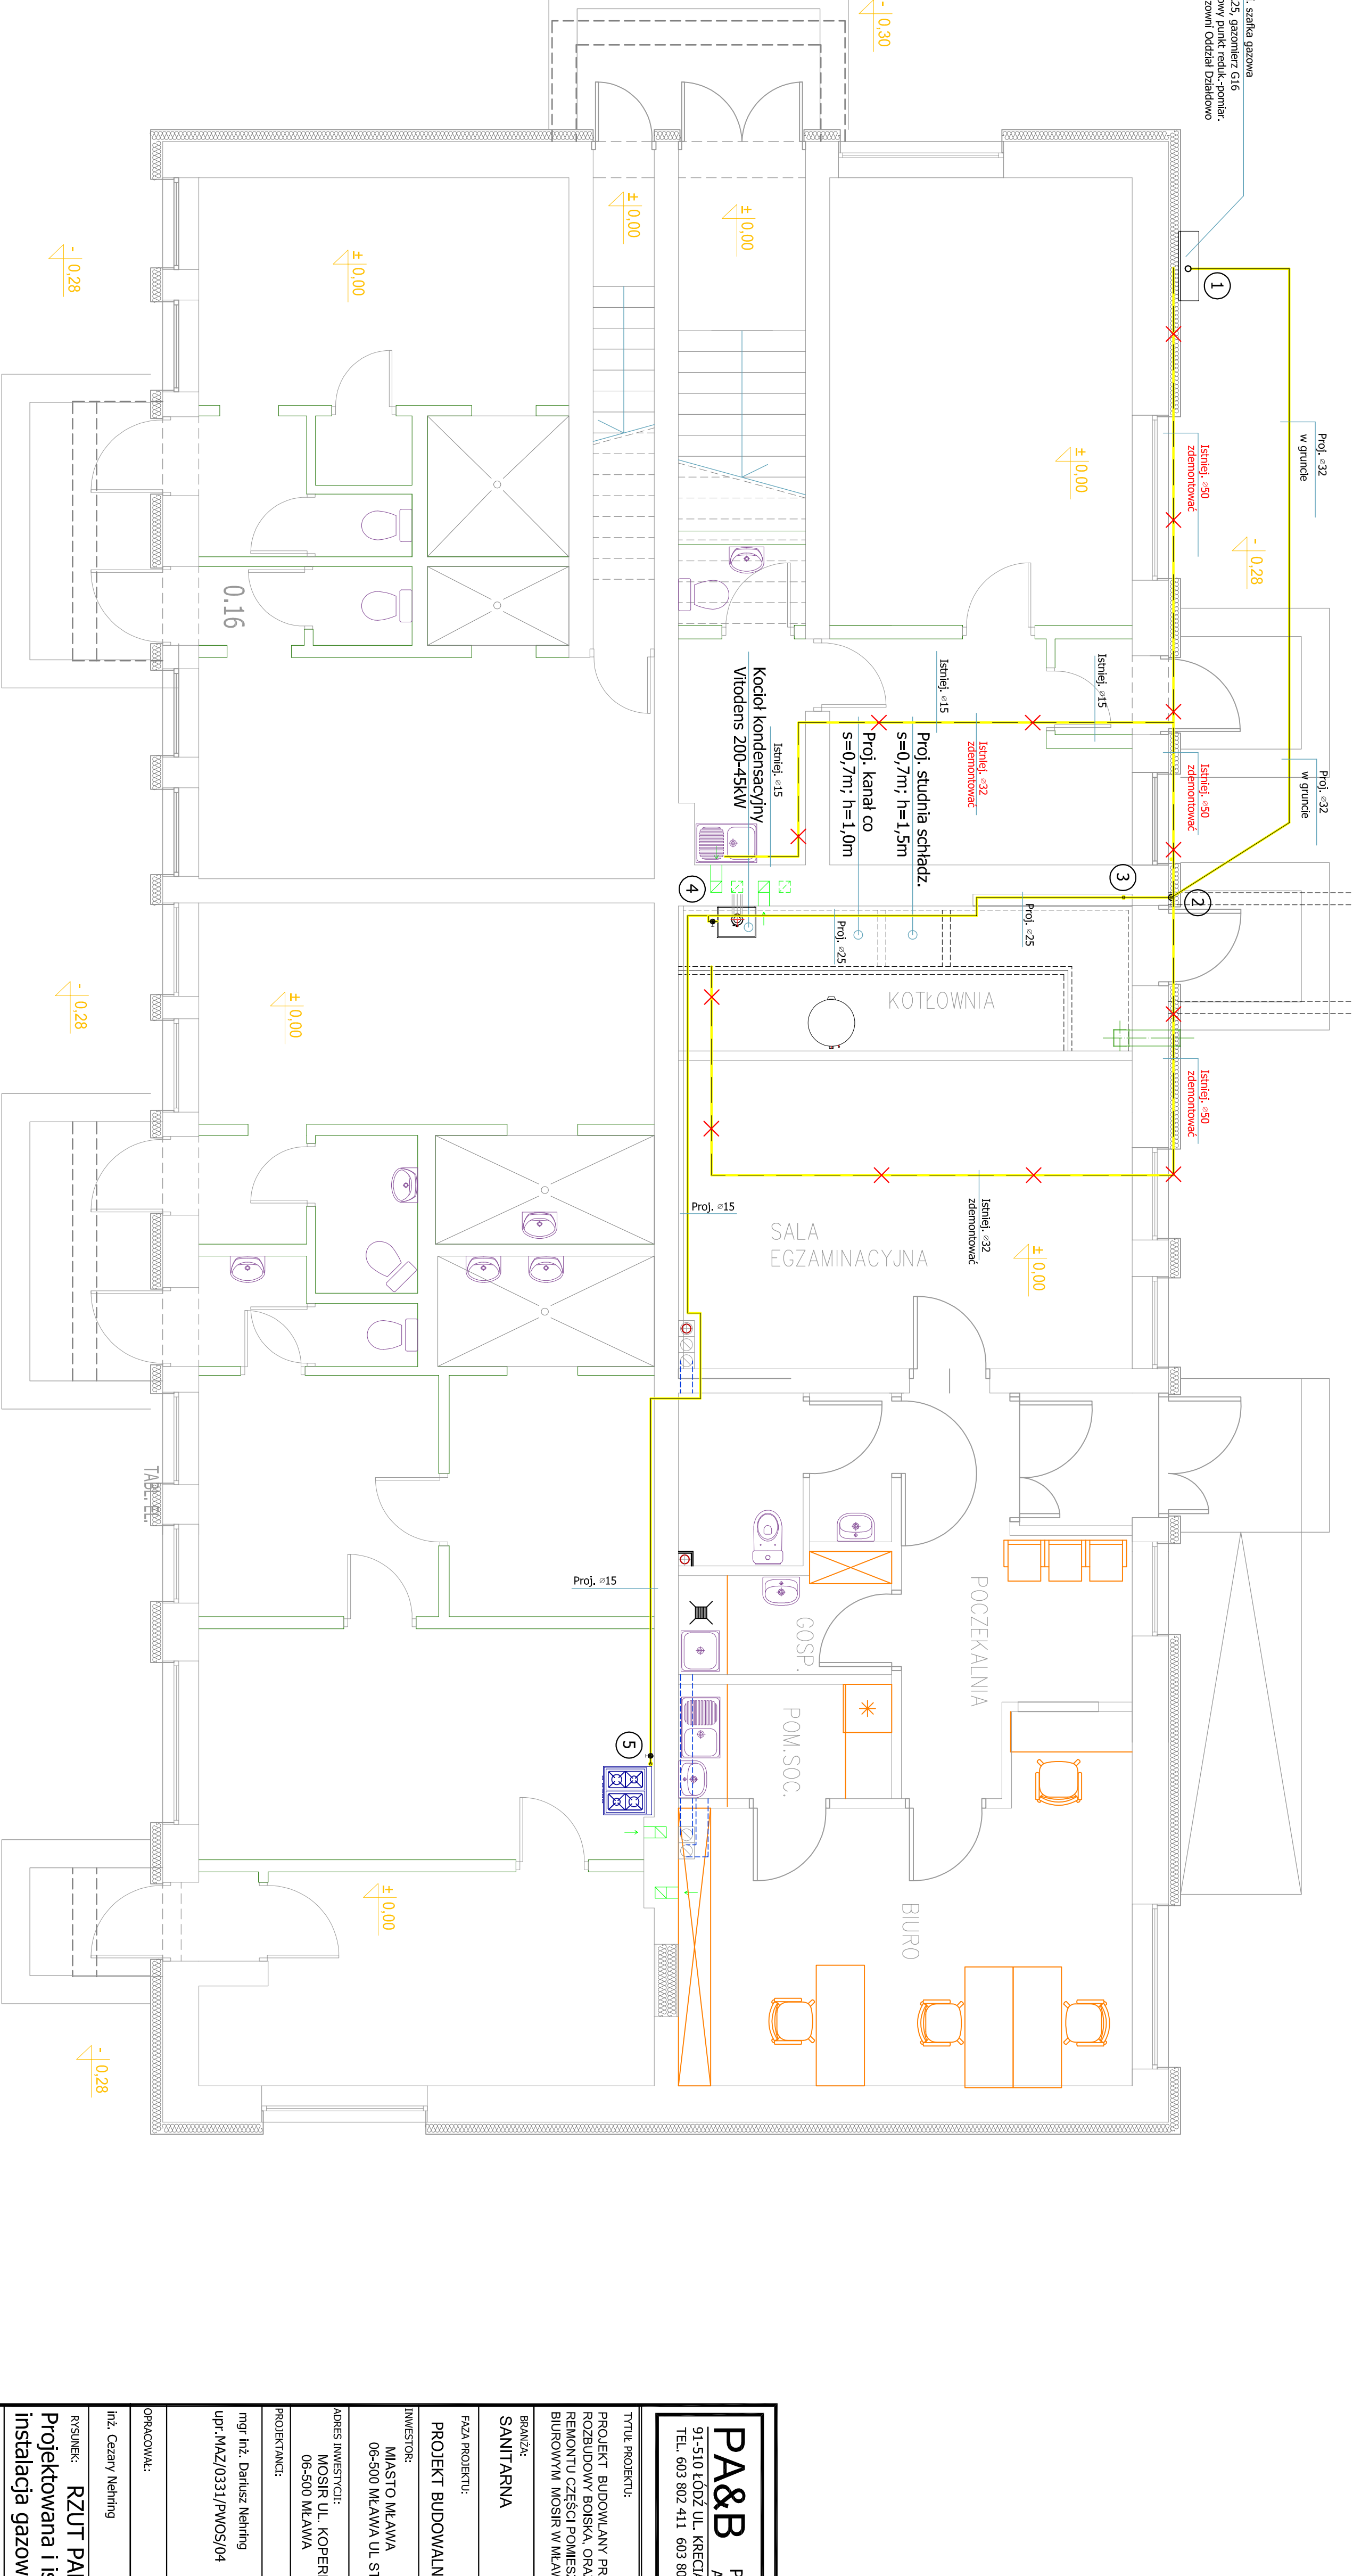 . szafka gazowa
25, gazomierz G16
owy punkt reduk.-pomiar.
zowni Oddział Działdowo
- 0,30
± 0,00
± 0,00
± 0,00
- 0,28
1
Proj. ⌀32
w gruncie
Istniej. ⌀50
zdemontować
± 0,00
- 0,28
0.16
Istniej. ⌀15
Istniej. ⌀15
Proj. ⌀32
w gruncie
Istniej. ⌀50
zdemontować
Istniej. ⌀32
zdemontować
Proj. studnia schładz.
s=0,7m; h=1,5m
Proj. kanał co
s=0,7m; h=1,0m
Istniej. ⌀15
Kocioł kondensacyjny
Vitodens 200-45kW
2
3
4
Proj. ⌀25
Proj. ⌀25
KOTŁOWNIA
± 0,00
- 0,28
Istniej. ⌀50
zdemontować
Istniej. ⌀32
zdemontować
Proj. ⌀15
SALA
EGZAMINACYJNA
± 0,00
TABL. EL.
Proj. ⌀15
POCZEKALNIA
GOSP.
POM.SOC.
5
BIURO
± 0,00
- 0,28
PA&B
91-510 ŁÓDŹ UL. KRECIA
TEL. 603 802 411 603 80
TYTUŁ PROJEKTU:
PROJEKT BUDOWLANY PR
ROZBUDOWY BOISKA, ORA
REMONTU CZĘŚCI POMIES
BIUROWYM MOSIR W MŁAW
BRANŻA:
SANITARNA
FAZA PROJEKTU:
PROJEKT BUDOWALN
INWESTOR:
MIASTO MŁAWA
06-500 MŁAWA UL ST
ADRES INWESTYCJI:
MOSIR UL. KOPER
06-500 MŁAWA
PROJEKTANCI:
mgr inż. Dariusz Nehring
upr.MAZ/0331/PWOS/04
OPRACOWAŁ:
inż. Cezary Nehring
RYSUNEK: RZUT PA
Projektowana i is
instalacja gazow